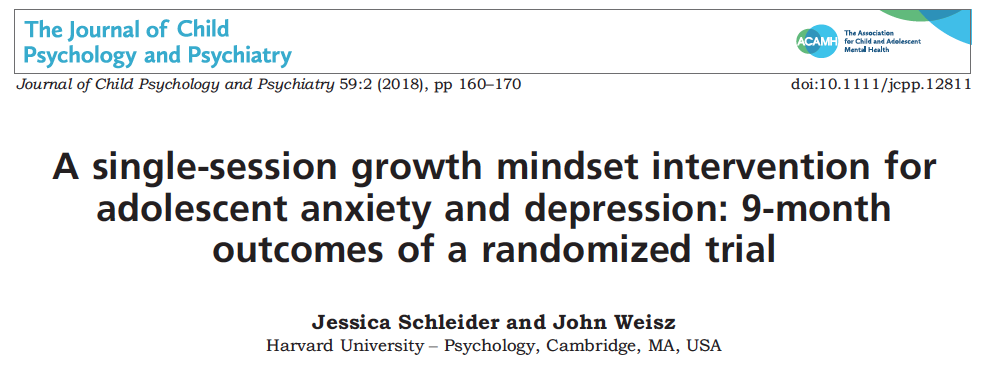 The Journal of Child
Psychology and Psychiatry
ACAMH
The Association
for Child and Adolescent
Mental Health
Journal of Child Psychology and Psychiatry 59:2 (2018), pp 160–170
doi:10.1111/jcpp.12811
A single-session growth mindset intervention for
adolescent anxiety and depression: 9-month
outcomes of a randomized trial
Jessica Schleider and John Weisz
Harvard University – Psychology, Cambridge, MA, USA